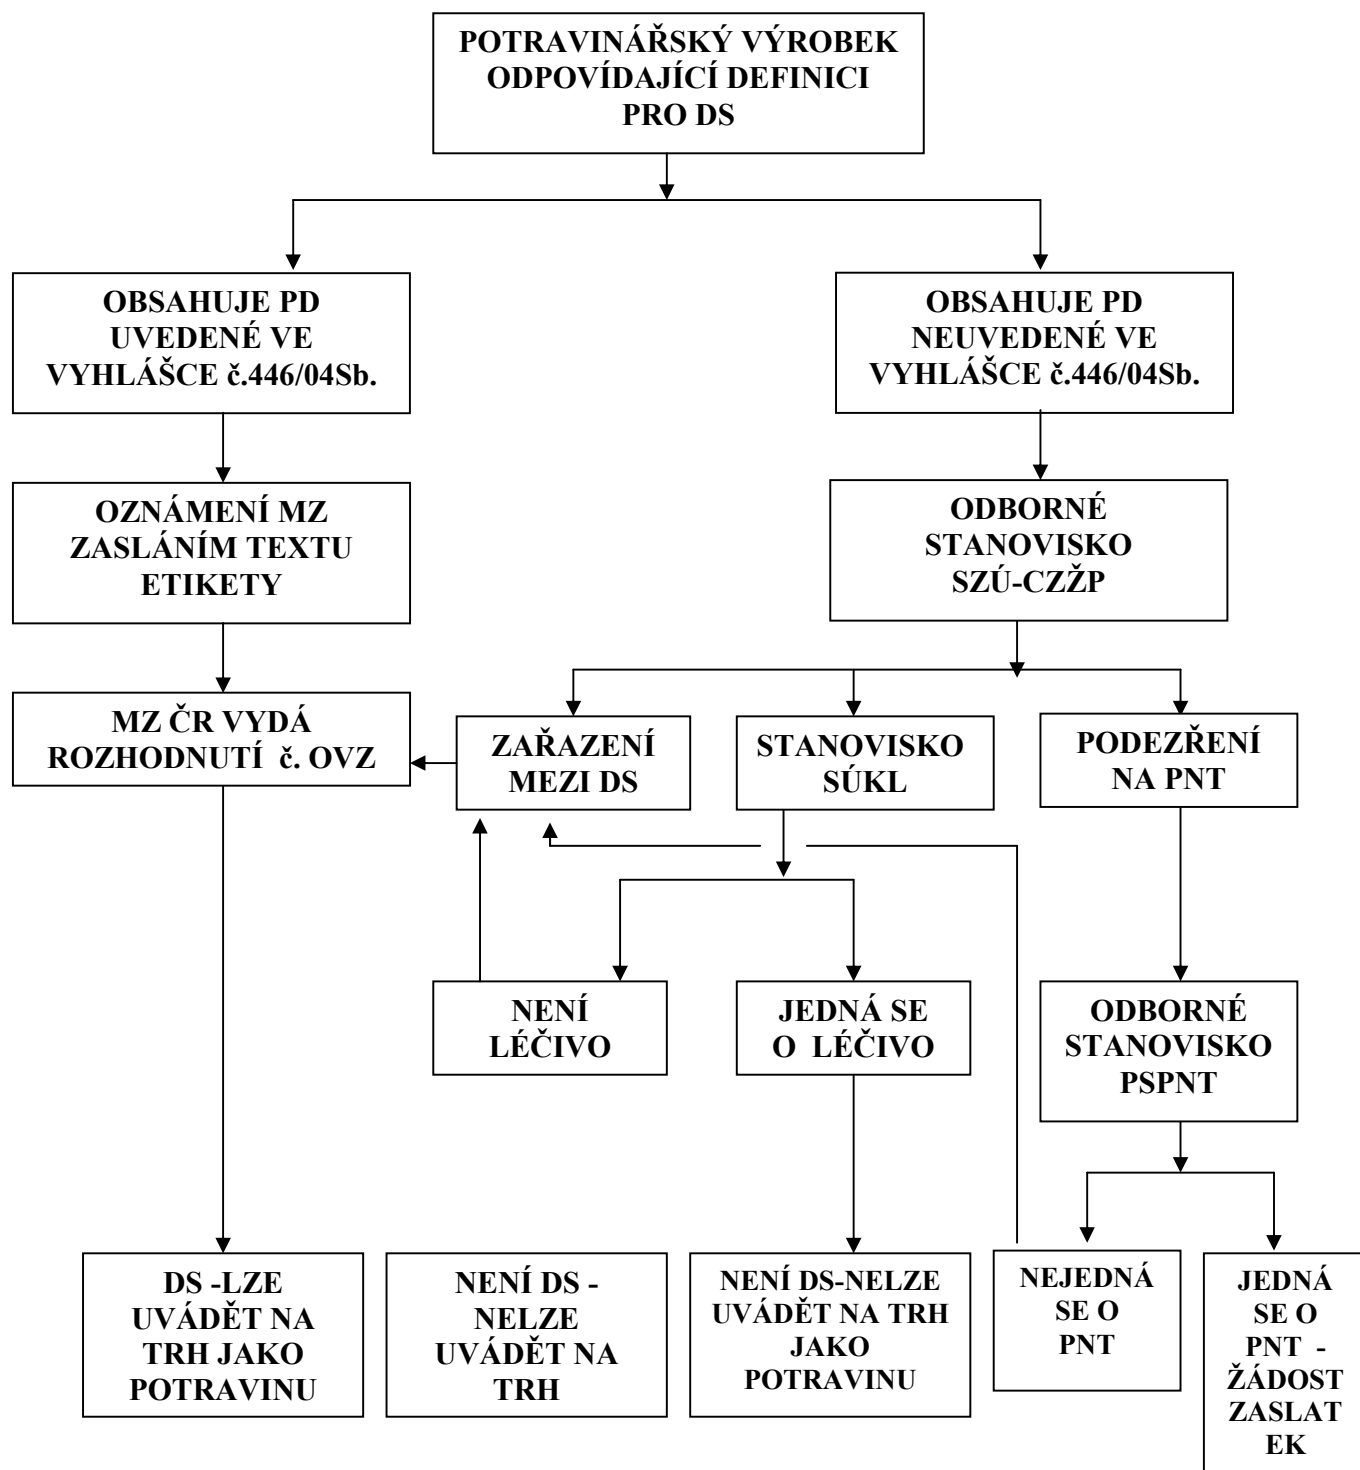 POTRAVINÁŘSKÝ VÝROBEK
ODPOVÍDAJÍCÍ DEFINICI
PRO DS
OBSAHUJE PD
UVEDENÉ VE
VYHLÁŠCE č.446/04Sb.
OBSAHUJE PD
NEUVEDENÉ VE
VYHLÁŠCE č.446/04Sb.
OZNÁMENÍ MZ
ZASLÁNÍM TEXTU
ETIKETY
ODBORNÉ
STANOVISKO
SZÚ-CZŽP
MZ ČR VYDÁ
ROZHODNUTÍ č. OVZ
ZAŘAZENÍ
MEZI DS
STANOVISKO
SÚKL
PODEZŘENÍ
NA PNT
NENÍ
LÉČIVO
JEDNÁ SE
O LÉČIVO
ODBORNÉ
STANOVISKO
PSPNT
DS -LZE
UVÁDĚT NA
TRH JAKO
POTRAVINU
NENÍ DS -
NELZE
UVÁDĚT NA
TRH
NENÍ DS-NELZE
UVÁDĚT NA TRH
JAKO
POTRAVINU
NEJEDNÁ
SE O
PNT
JEDNÁ
SE O
PNT -
ŽÁDOST
ZASLAT
EK